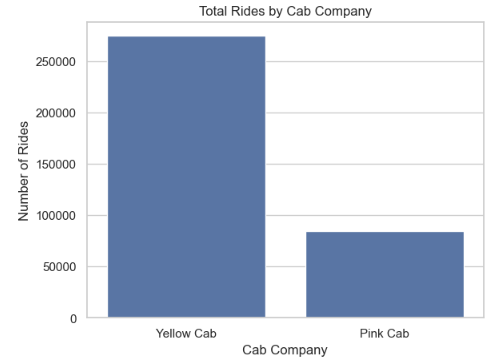 Total Rides by Cab Company
Number of Rides
250000
200000
150000
100000
50000
0
Yellow Cab
Pink Cab
Cab Company